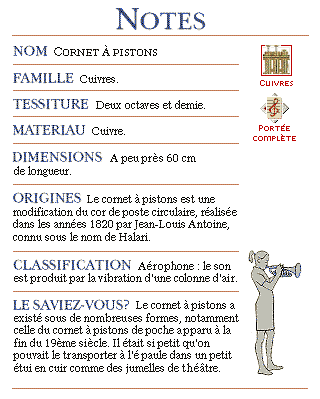 NOTES
NOM CORNET À PISTONS
FAMILLE Cuivres.
TESSITURE Deux octaves et demie.
MATERIAU Cuivre.
DIMENSIONS A peu près 60 cm
de longueur.
ORIGINES Le cornet à pistons est une
modification du cor de poste circulaire, réalisée
dans les années 1820 par Jean-Louis Antoine,
connu sous le nom de Halari.
CLASSIFICATION Aérophone : le son
est produit par la vibration d'une colonne d'air.
LE SAVIEZ-VOUS? Le cornet à pistons a
existé sous de nombreuses formes, notamment
celle du cornet à pistons de poche apparu à la
fin du 19ème siècle. Il était si petit qu'on
pouvait le transporter à l'é paule dans un petit
étui en cuir comme des jumelles de théâtre.
CUIVRES
PORTÉE
COMPLÈTE